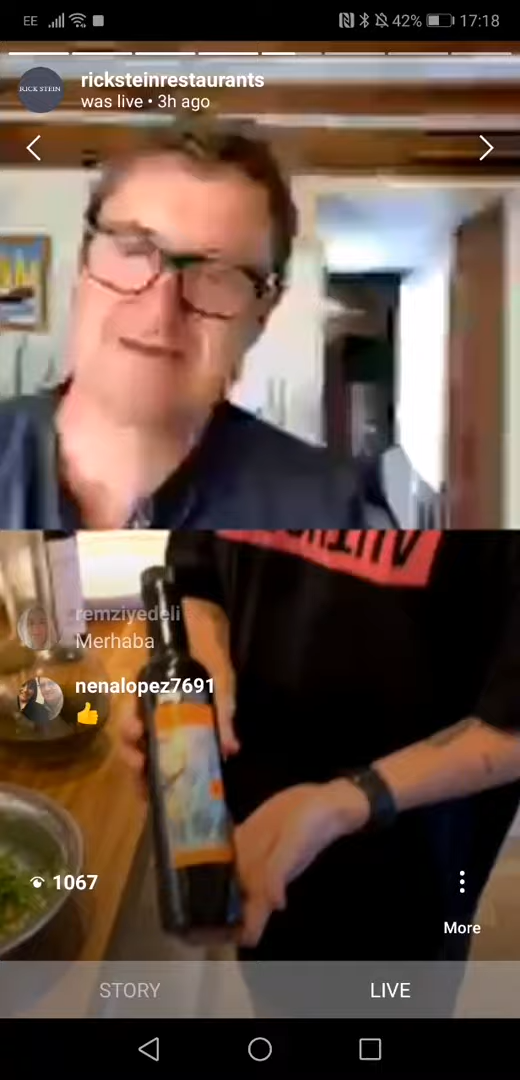 EE 42% 17:18
RICK STEIN
ricksteinrestaurants
was live • 3h ago
remziyedeli
Merhaba
nenalopez7691
👍
1067
More
STORY LIVE